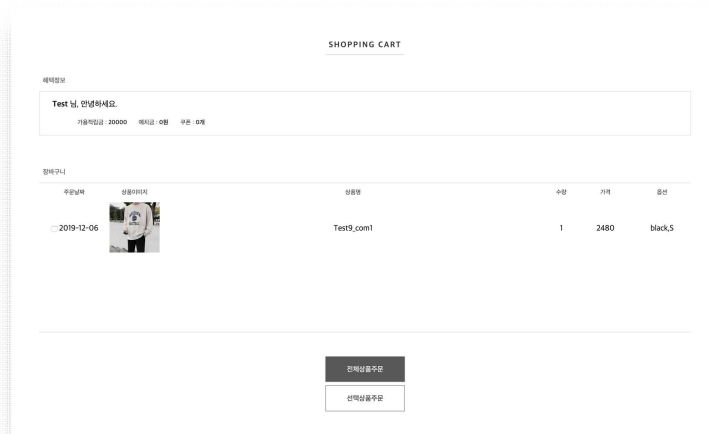 SHOPPING CART
혜택정보
Test 님, 안녕하세요.
가용적립금 : 20000 예치금 : 0원 쿠폰 : 0개
장바구니
주문날짜 상품이미지 상품명 수량 가격 옵션
2019-12-06 Test9_com1 1 2480 black,S
전체상품주문
선택상품주문